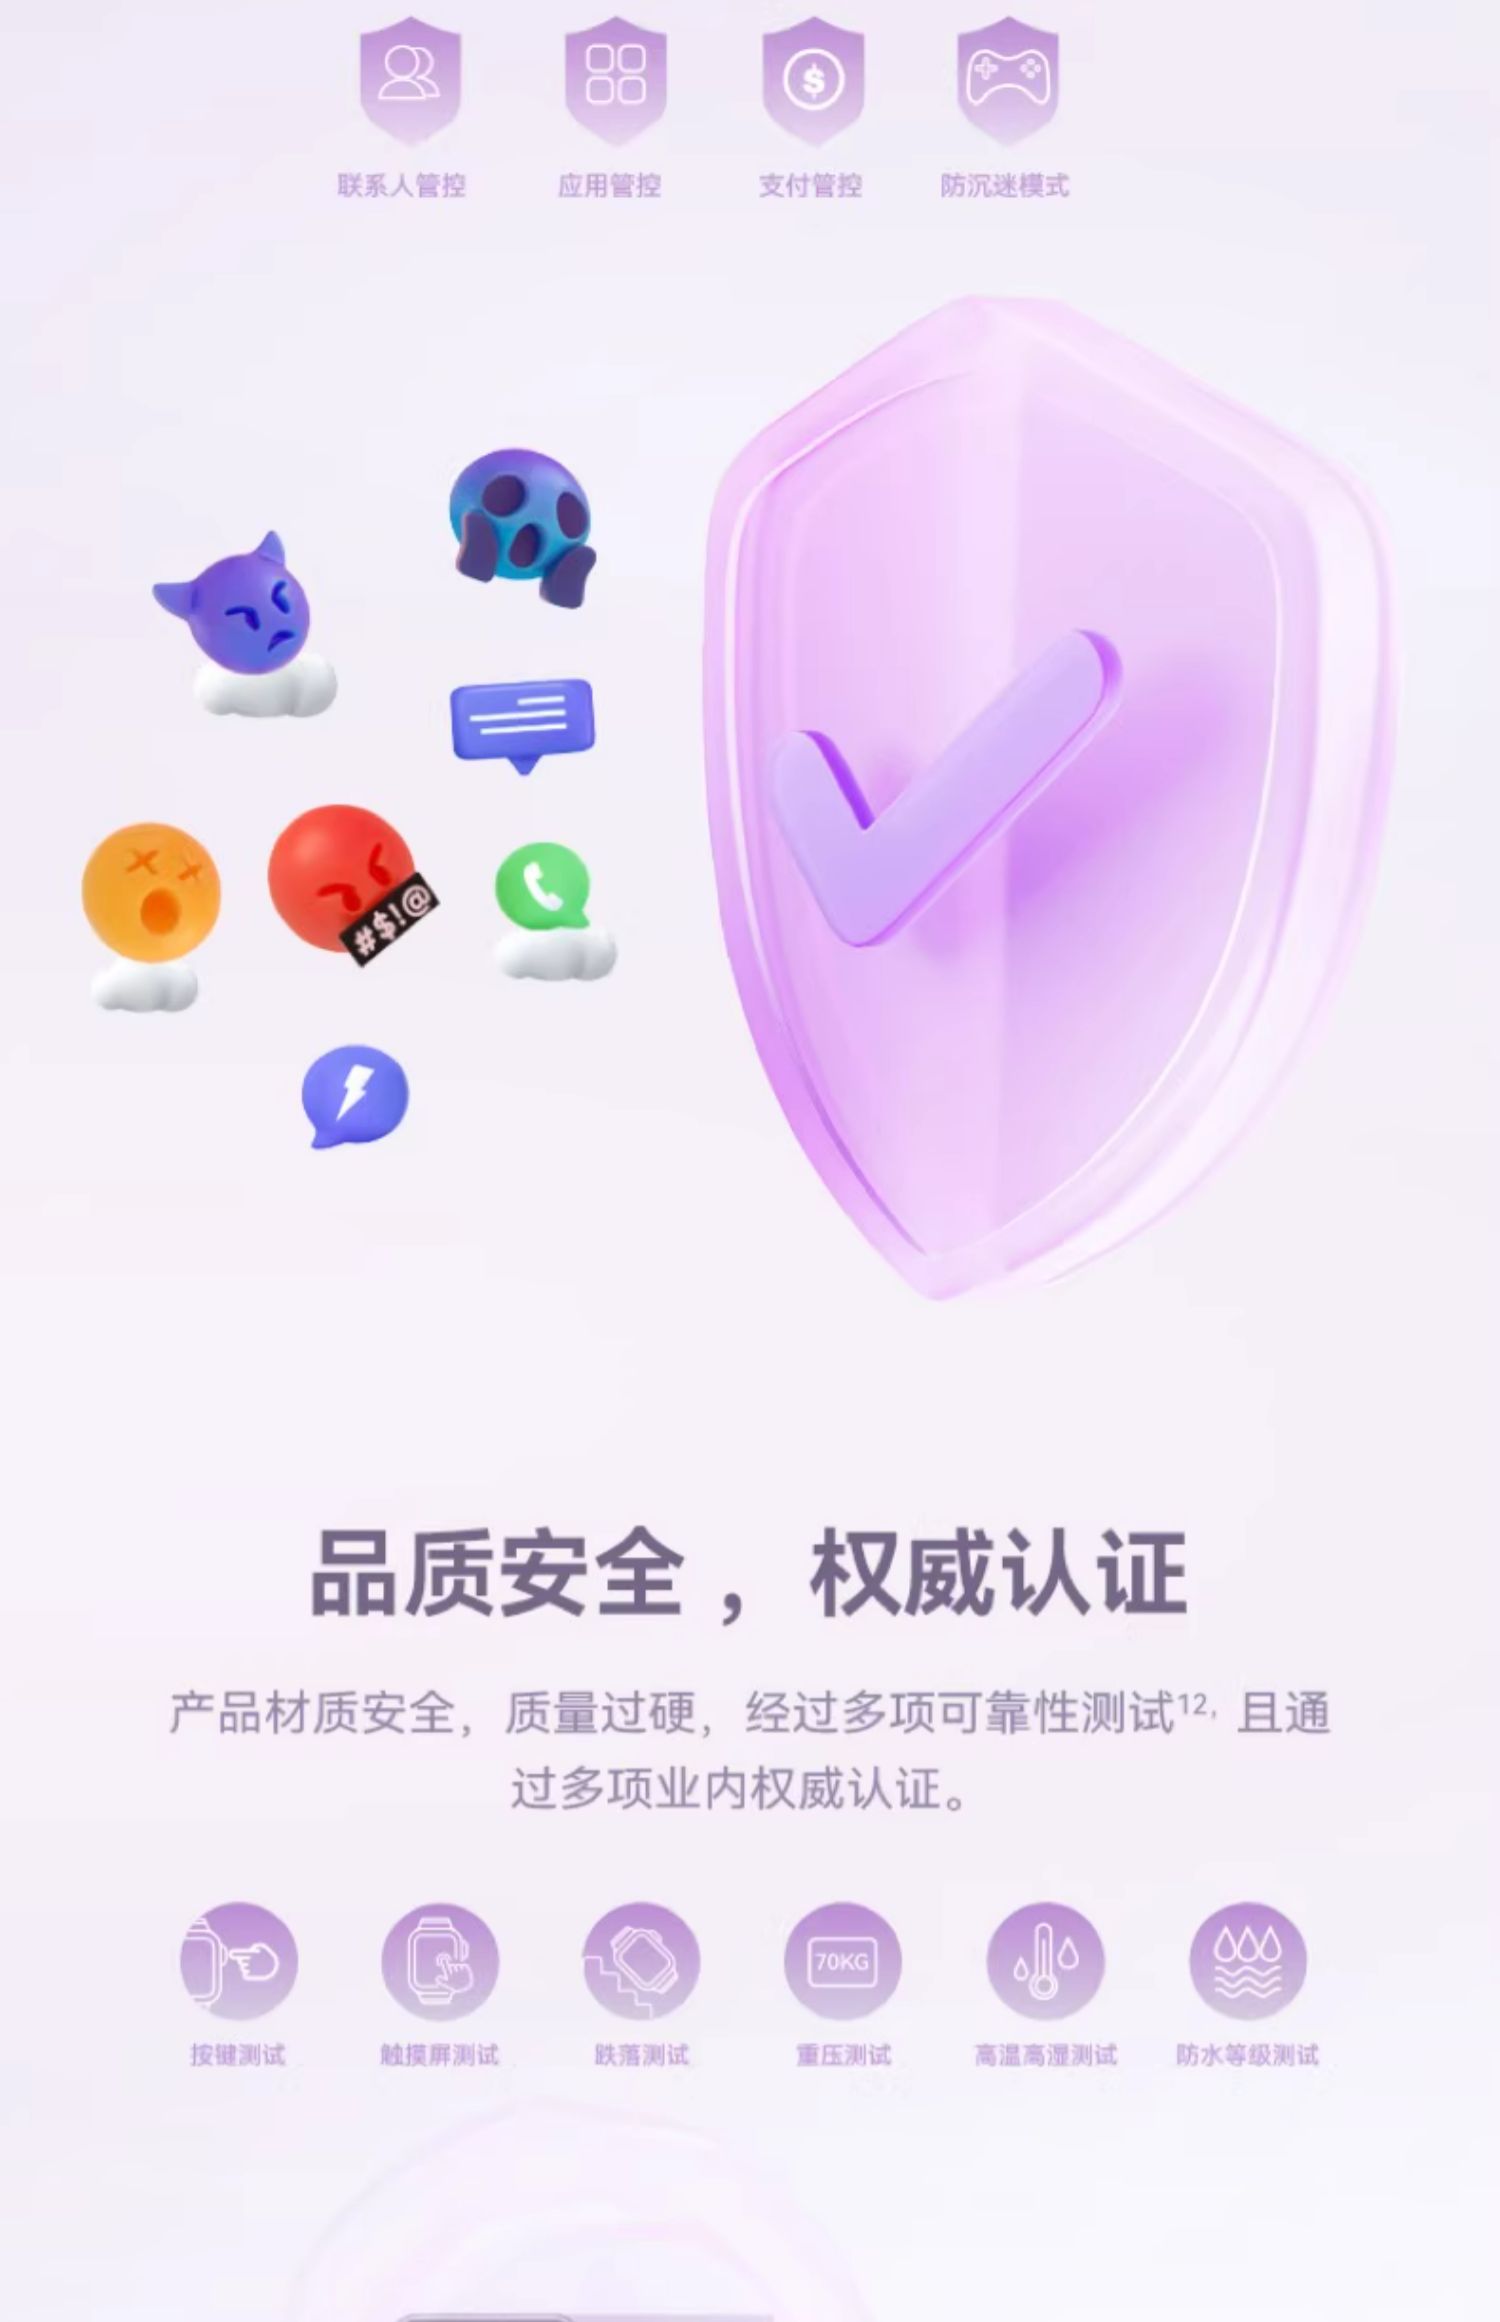 联系人管控 应用管控 支付管控 防沉迷模式
#$!@
品质安全，权威认证
产品材质安全，质量过硬，经过多项可靠性测试¹²，且通
过多项业内权威认证。
70KG
按键测试 触摸屏测试 跌落测试 重压测试 高温高湿测试 防水等级测试